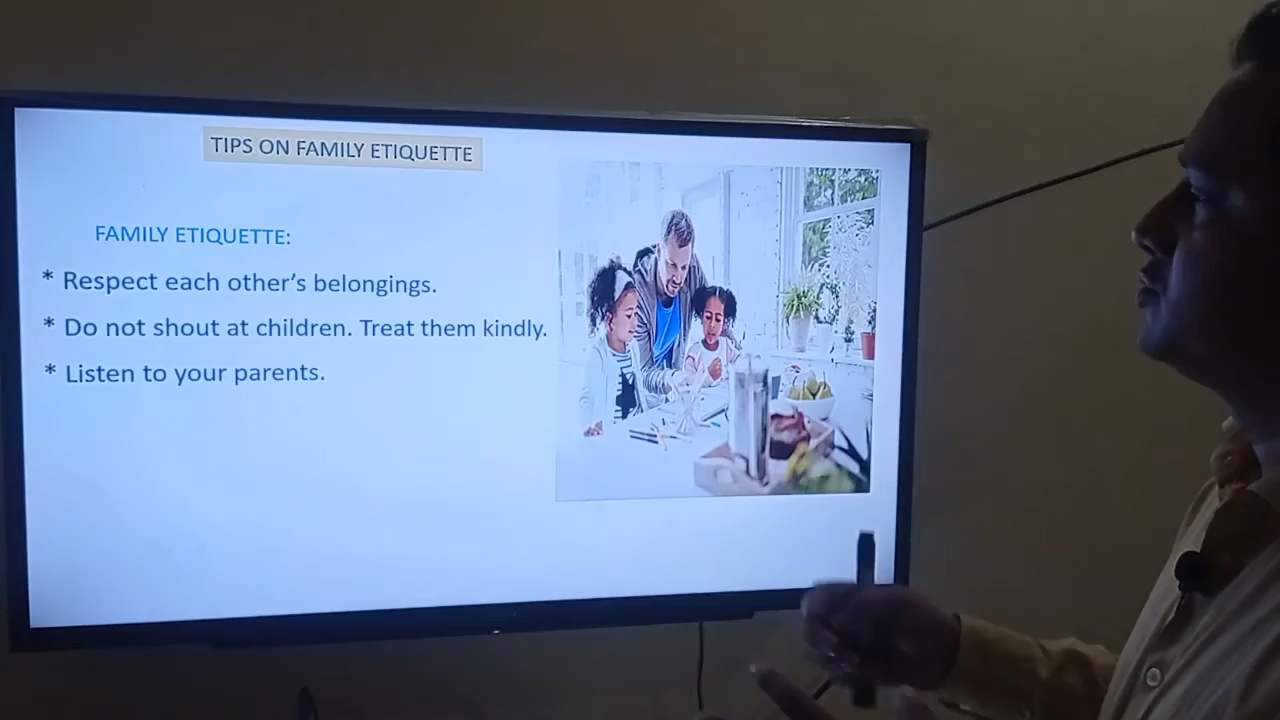 TIPS ON FAMILY ETIQUETTE
FAMILY ETIQUETTE:
* Respect each other's belongings.
* Do not shout at children. Treat them kindly.
* Listen to your parents.